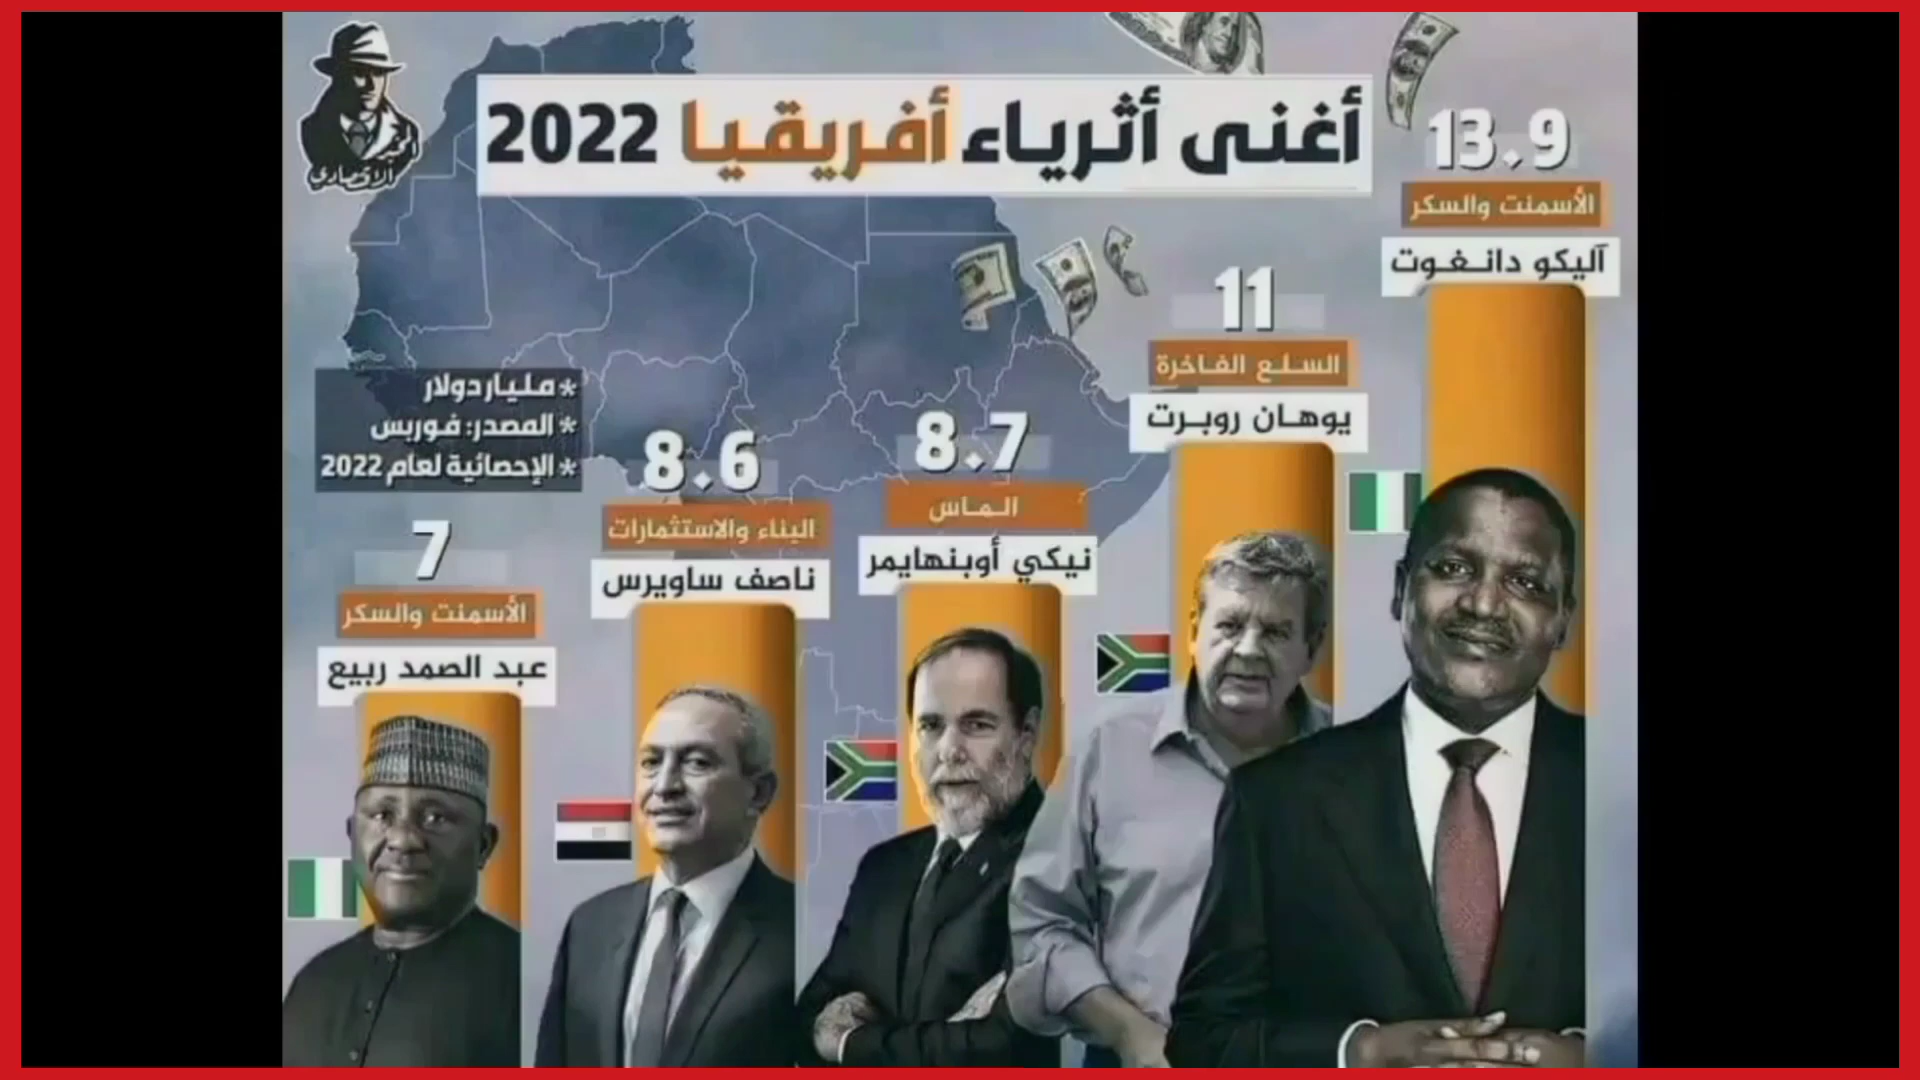 أغنى أثرياء أفريقيا 2022
المخبر
الاقتصادي
13.9
الأسمنت والسكر
آليكو دانغوت
11
السلع الفاخرة
يوهان روبرت
8.7
الماس
نيكي أوبنهايمر
8.6
البناء والاستثمارات
ناصف ساويرس
7
الأسمنت والسكر
عبد الصمد ربيع
* مليار دولار
* المصدر: فوربس
* الإحصائية لعام 2022